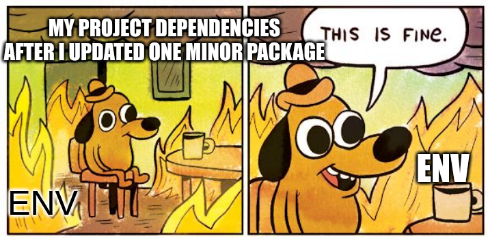 MY PROJECT DEPENDENCIES
AFTER I UPDATED ONE MINOR PACKAGE
ENV
THIS IS FINE.
ENV